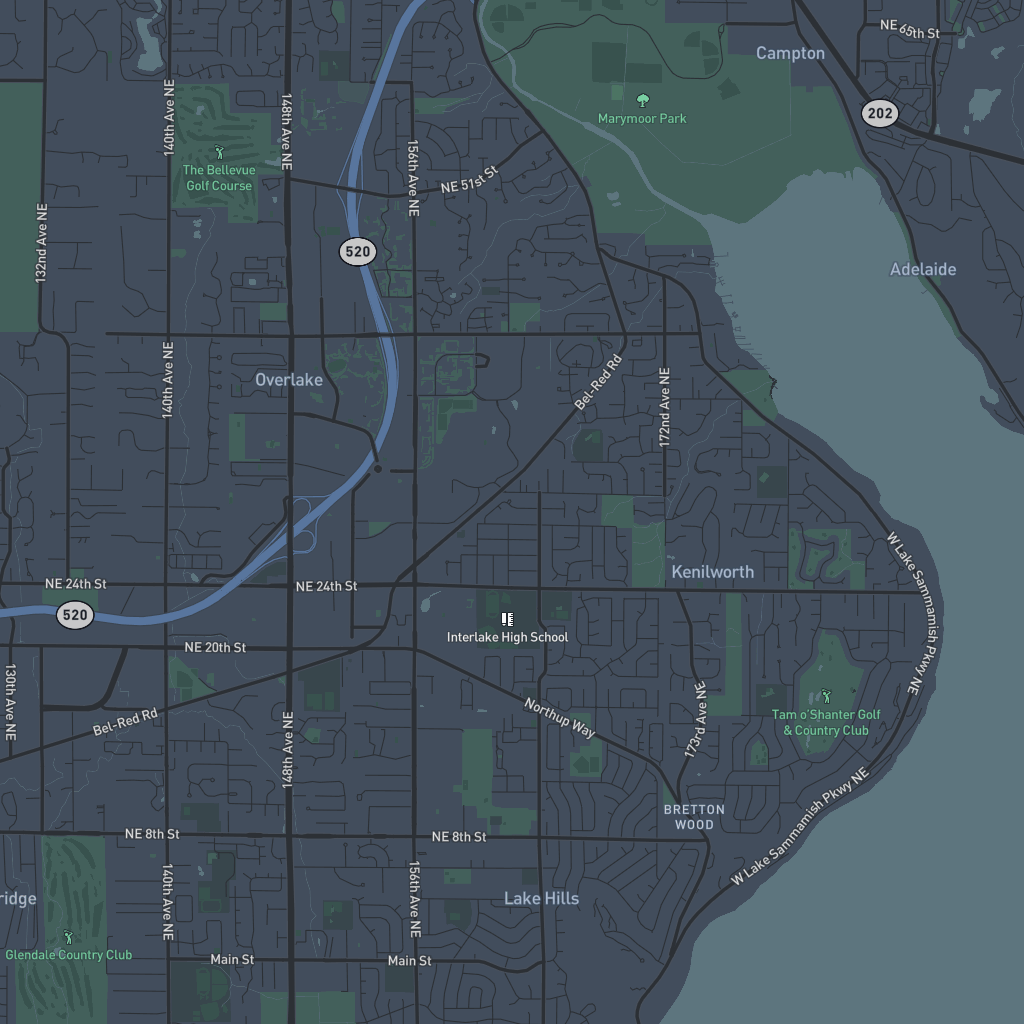 NE 65th St
Campton
202
140th Ave NE
148th Ave NE
Marymoor Park
The Bellevue
Golf Course
156th Ave NE
NE 51st St
132nd Ave NE
520
Adelaide
140th Ave NE
Overlake
Bel-Red Rd
172nd Ave NE
W Lake Sammamish Pkwy NE
Kenilworth
NE 24th St
NE 24th St
520
Interlake High School
NE 20th St
130th Ave NE
Bel-Red Rd
148th Ave NE
Northup Way
173rd Ave NE
Tam o'Shanter Golf
& Country Club
W Lake Sammamish Pkwy NE
BRETTON
WOOD
NE 8th St
NE 8th St
140th Ave NE
156th Ave NE
ridge
Lake Hills
Glendale Country Club
Main St
Main St